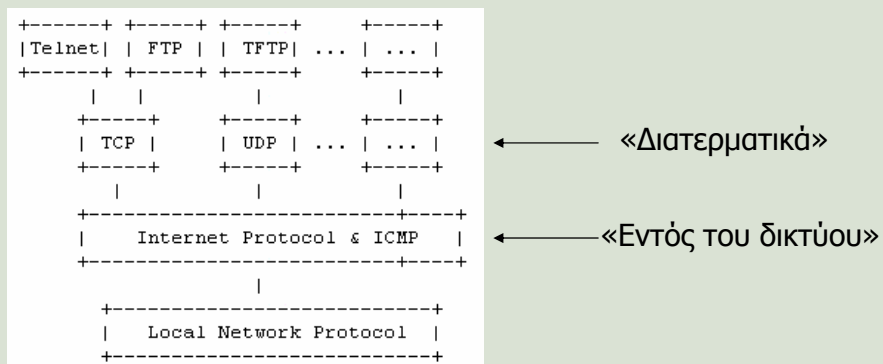 +------+ +-----+ +-----+     +-----+
|Telnet| | FTP | | TFTP| ... | ... |
+------+ +-----+ +-----+     +-----+
      |   |         |           |
     +-----+     +-----+     +-----+
     | TCP |     | UDP | ... | ... |
     +-----+     +-----+     +-----+
        |           |           |
     +--------------------------+----+
     |    Internet Protocol & ICMP   |
     +--------------------------+----+
                    |
       +---------------------------+
       |   Local Network Protocol  |
       +---------------------------+
«Διατερματικά»
«Εντός του δικτύου»